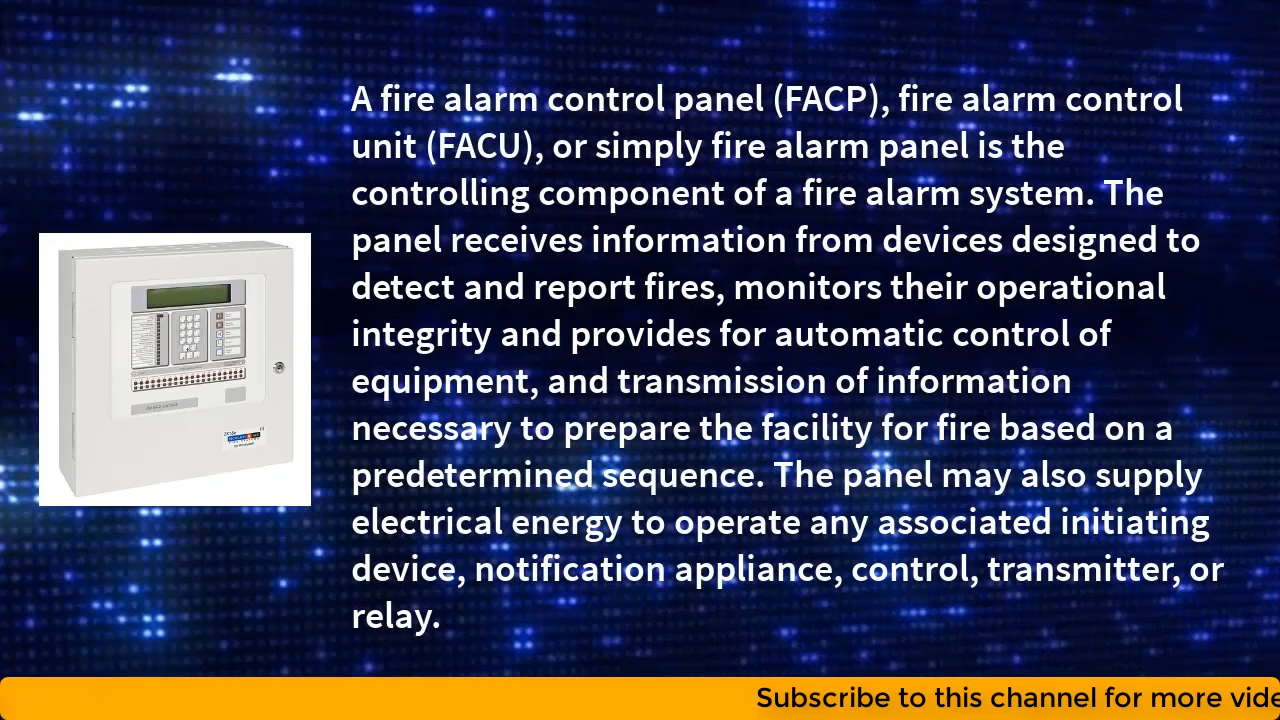 A fire alarm control panel (FACP), fire alarm control
unit (FACU), or simply fire alarm panel is the
controlling component of a fire alarm system. The
panel receives information from devices designed to
detect and report fires, monitors their operational
integrity and provides for automatic control of
equipment, and transmission of information
necessary to prepare the facility for fire based on a
predetermined sequence. The panel may also supply
electrical energy to operate any associated initiating
device, notification appliance, control, transmitter, or
relay.
Subscribe to this channel for more vide